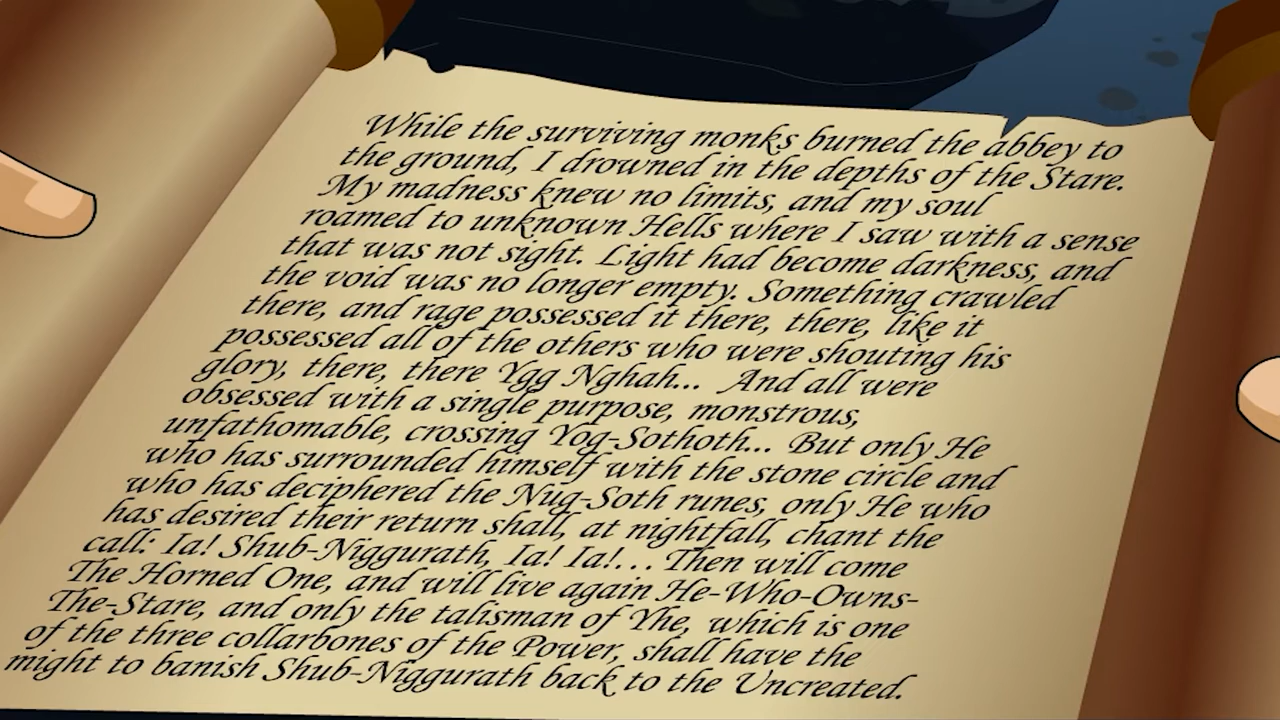 While the surviving monks burned the abbey to
the ground, I drowned in the depths of the Stare.
My madness knew no limits, and my soul
roamed to unknown Hells where I saw with a sense
that was not sight. Light had become darkness, and
the void was no longer empty. Something crawled
there, and rage possessed it there, there, like it
possessed all of the others who were shouting his
glory, there, there Ygg Nghah... And all were
obsessed with a single purpose, monstrous,
unfathomable, crossing Yog-Sothoth... But only He
who has surrounded himself with the stone circle and
who has deciphered the Nug-Soth runes, only He who
has desired their return shall, at nightfall, chant the
call: Ia! Shub-Niggurath, Ia! Ia!... Then will come
The Horned One, and will live again He-Who-Owns-
The-Stare, and only the talisman of Yhe, which is one
of the three collarbones of the Power, shall have the
might to banish Shub-Niggurath back to the Uncreated.